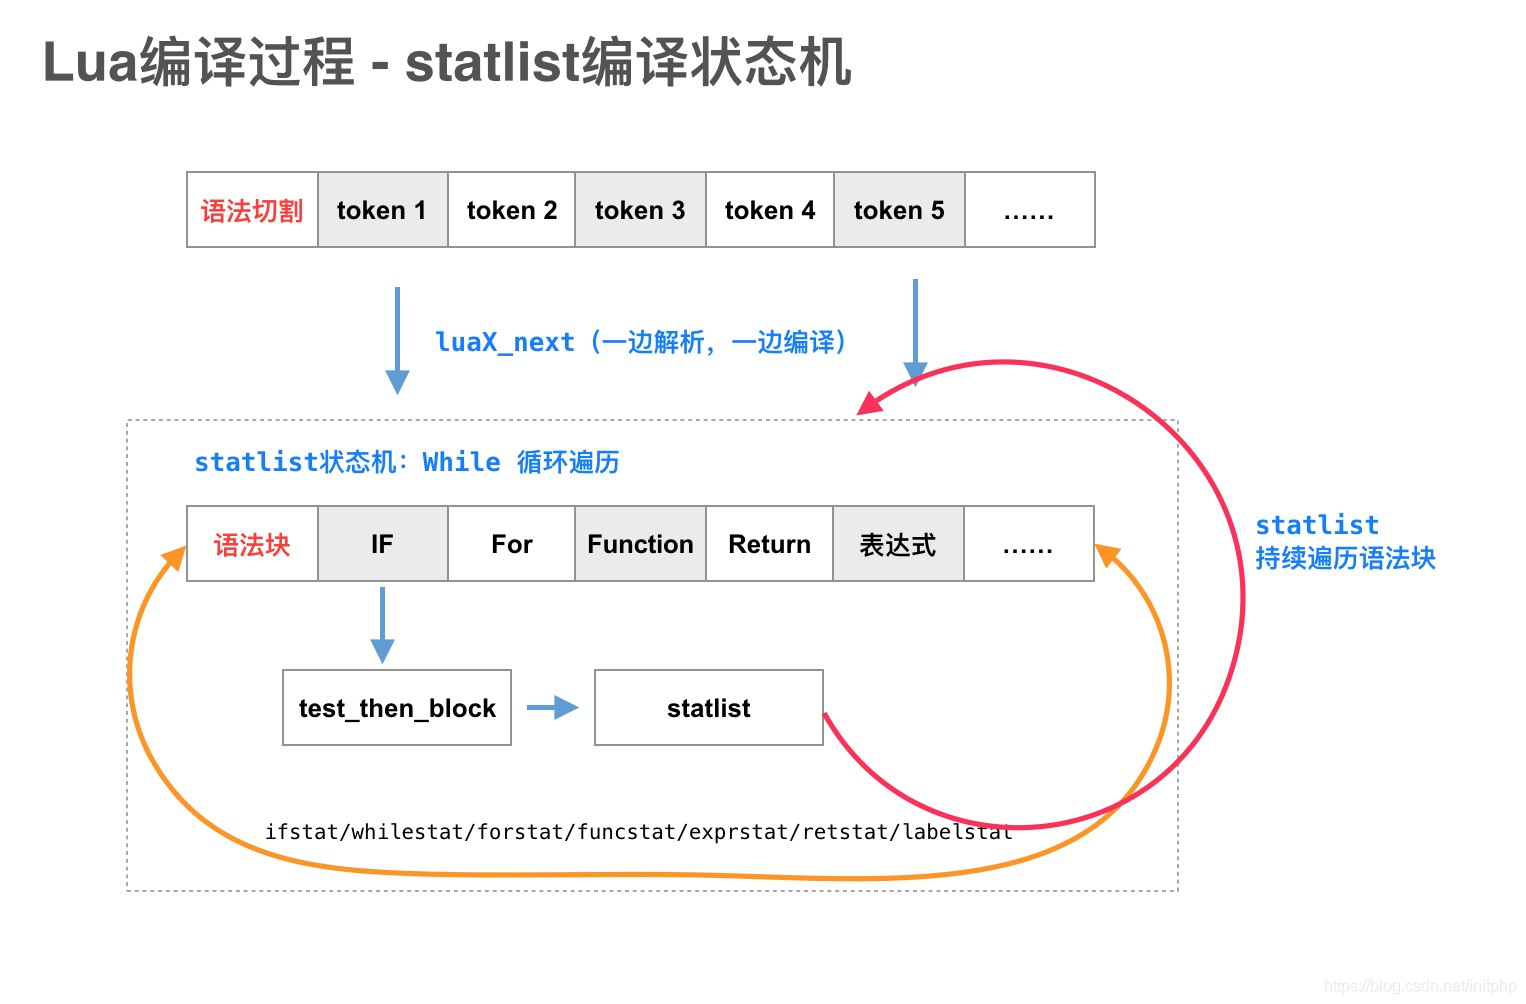 Lua编译过程 - statlist编译状态机
语法切割 token 1 token 2 token 3 token 4 token 5 ……
luaX_next（一边解析，一边编译）
statlist状态机：While 循环遍历
语法块 IF For Function Return 表达式 ……
statlist
持续遍历语法块
test_then_block statlist
ifstat/whilestat/forstat/funcstat/exprstat/retstat/labelstat
https://blog.csdn.net/initphp